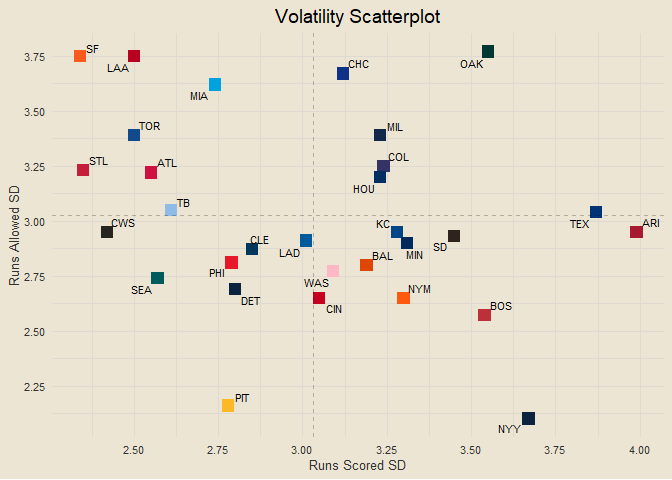 Volatility Scatterplot
3.75
SF
LAA
MIA
CHC
OAK
3.50
TOR
MIL
3.25
STL
ATL
COL
HOU
TB
3.00
CWS
KC
TEX
ARI
CLE
LAD
MIN
SD
2.75
SEA
PHI
DET
WAS
BAL
CIN
NYM
BOS
2.50
2.25
PIT
NYY
Runs Allowed SD
2.50 2.75 3.00 3.25 3.50 3.75 4.00
Runs Scored SD